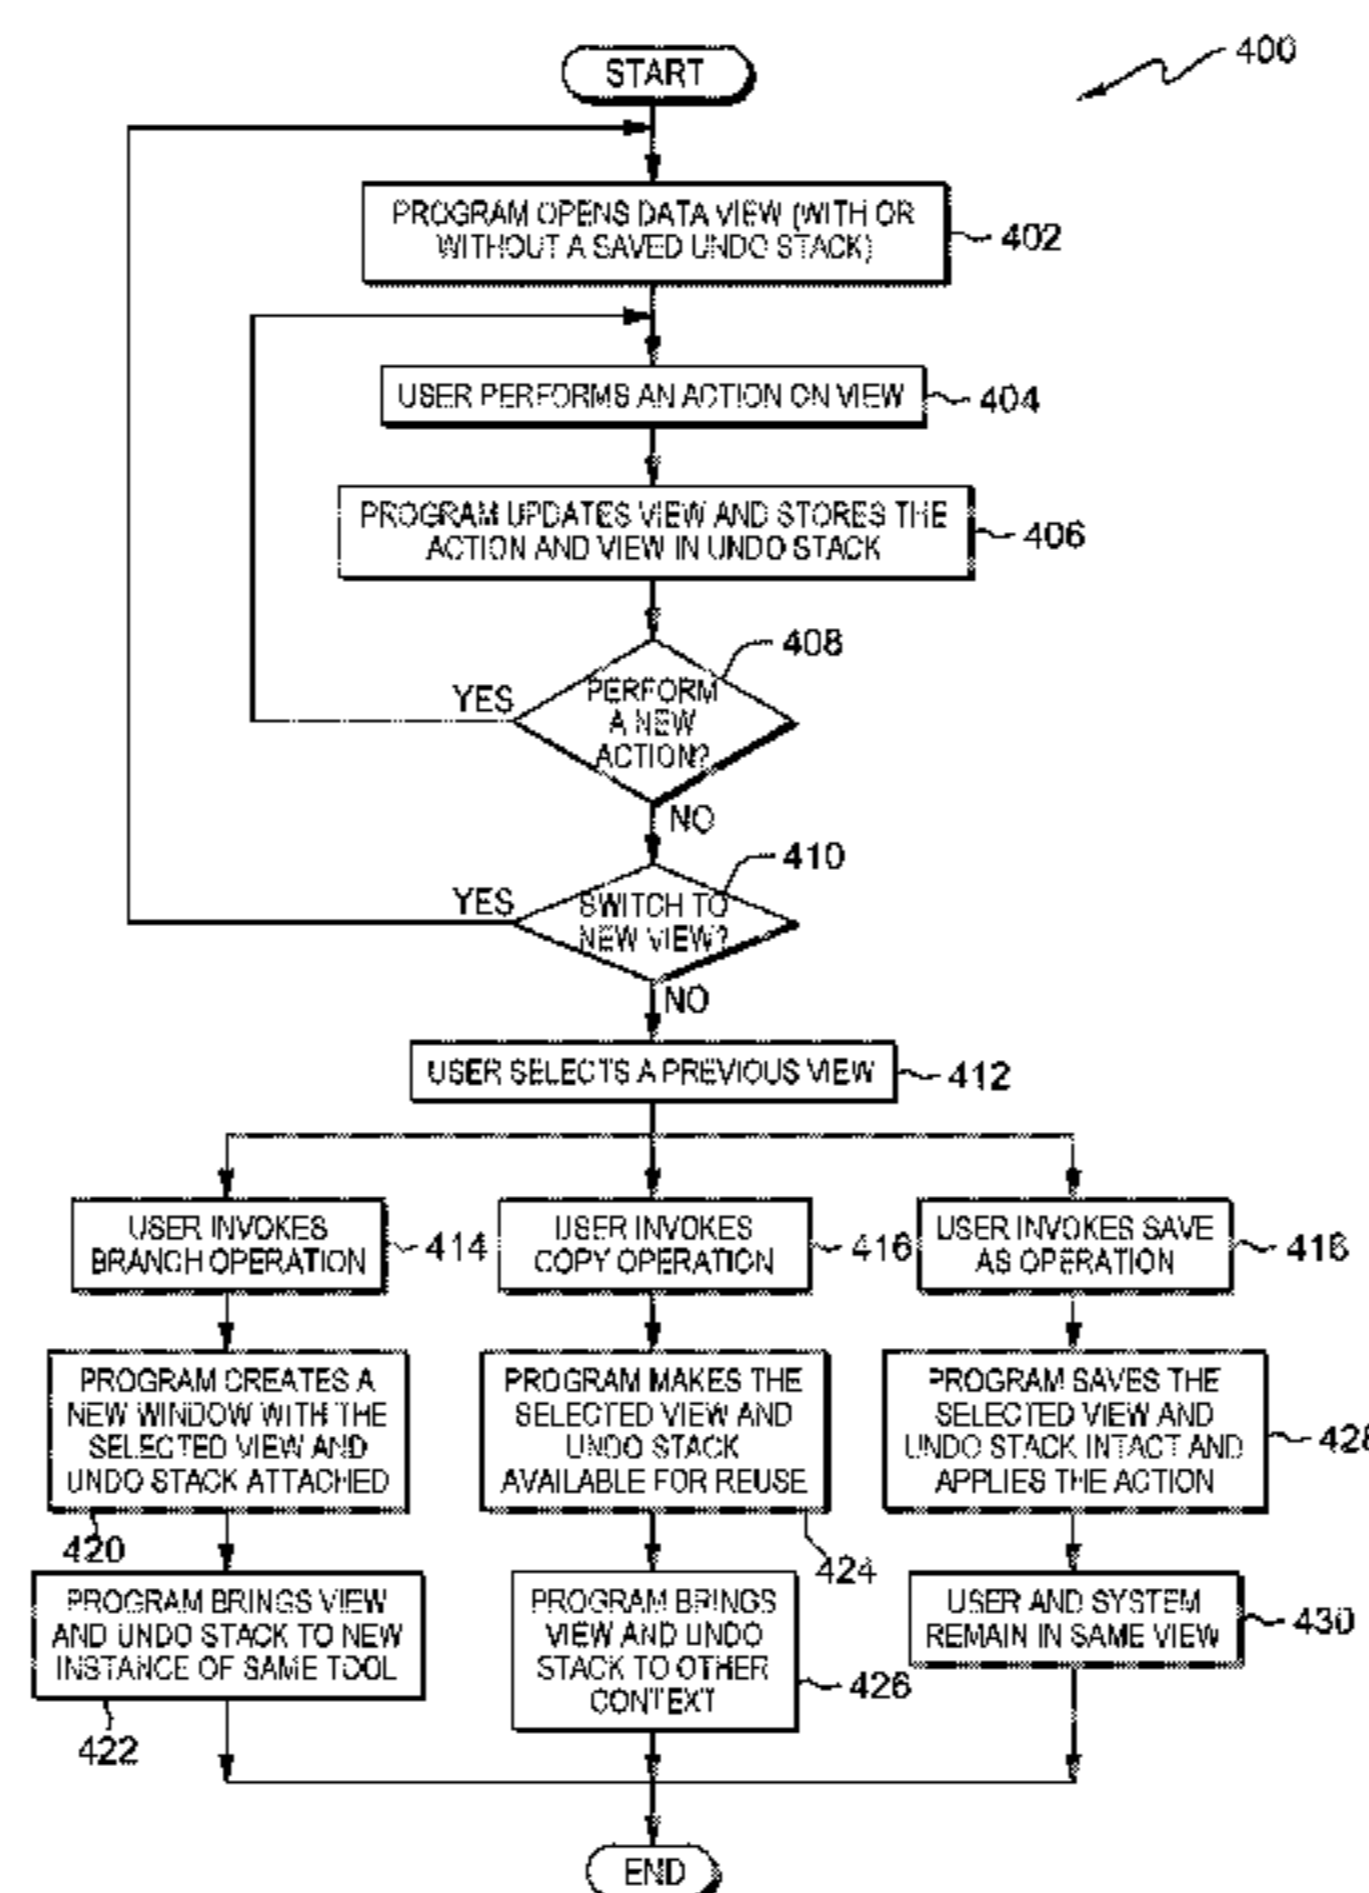 START
400
PROGRAM OPENS DATA VIEW (WITH OR
WITHOUT A SAVED UNDO STACK)
402
USER PERFORMS AN ACTION ON VIEW
404
PROGRAM UPDATES VIEW AND STORES THE
ACTION AND VIEW IN UNDO STACK
406
408
PERFORM
A NEW
ACTION?
YES
NO
410
SWITCH TO
NEW VIEW?
YES
NO
USER SELECTS A PREVIOUS VIEW
412
USER INVOKES
BRANCH OPERATION
414
USER INVOKES
COPY OPERATION
416
USER INVOKES SAVE
AS OPERATION
418
PROGRAM CREATES A
NEW WINDOW WITH THE
SELECTED VIEW AND
UNDO STACK ATTACHED
420
PROGRAM MAKES THE
SELECTED VIEW AND
UNDO STACK
AVAILABLE FOR REUSE
424
PROGRAM SAVES THE
SELECTED VIEW AND
UNDO STACK INTACT AND
APPLIES THE ACTION
428
PROGRAM BRINGS VIEW
AND UNDO STACK TO NEW
INSTANCE OF SAME TOOL
422
PROGRAM BRINGS
VIEW AND UNDO
STACK TO OTHER
CONTEXT
426
USER AND SYSTEM
REMAIN IN SAME VIEW
430
END